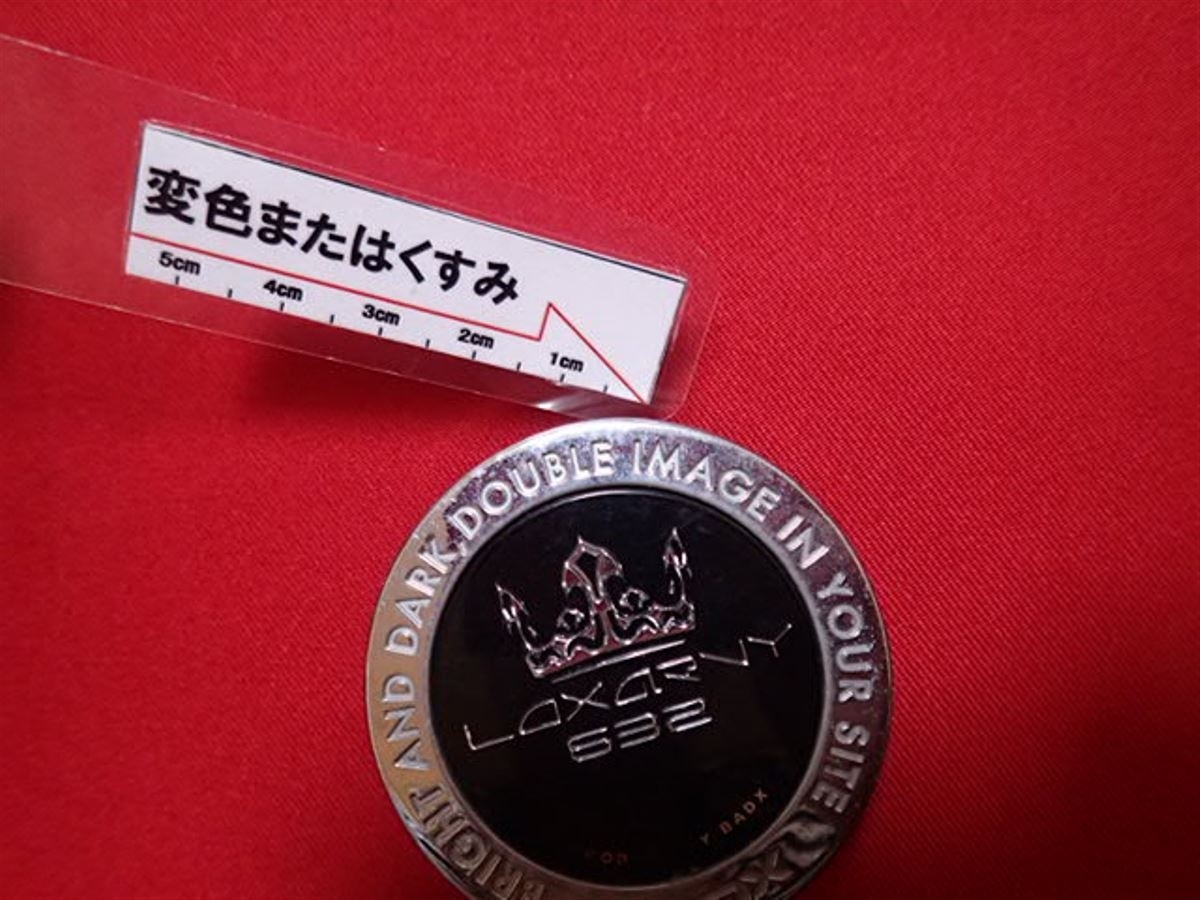 変色またはくすみ
5cm 4cm 3cm 2cm 1cm
BRIGHT AND DARK,DOUBLE IMAGE IN YOUR SITE
LAXARVY
632
Y BADX